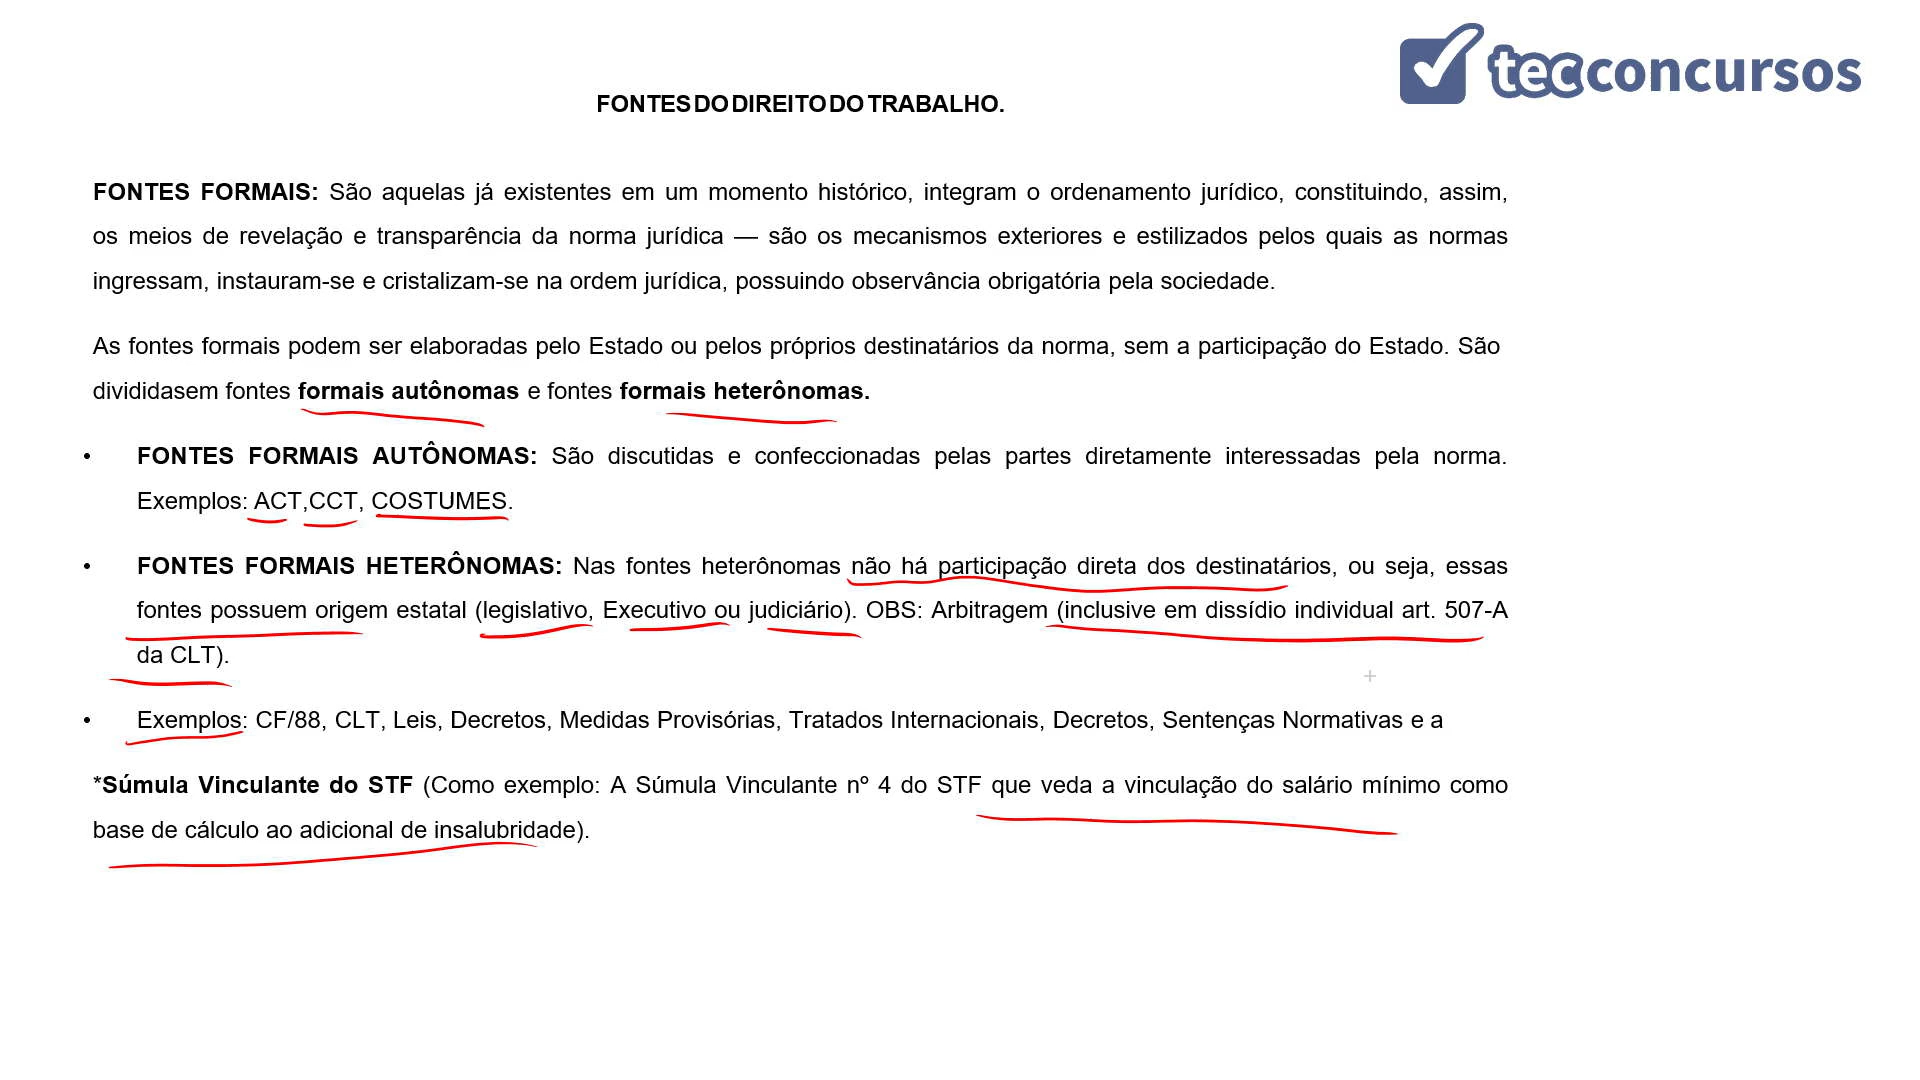 tecconcursos
FONTES DO DIREITO DO TRABALHO.
FONTES FORMAIS: São aquelas já existentes em um momento histórico, integram o ordenamento jurídico, constituindo, assim,
os meios de revelação e transparência da norma jurídica — são os mecanismos exteriores e estilizados pelos quais as normas
ingressam, instauram-se e cristalizam-se na ordem jurídica, possuindo observância obrigatória pela sociedade.
As fontes formais podem ser elaboradas pelo Estado ou pelos próprios destinatários da norma, sem a participação do Estado. São
divididasem fontes formais autônomas e fontes formais heterônomas.
• FONTES FORMAIS AUTÔNOMAS: São discutidas e confeccionadas pelas partes diretamente interessadas pela norma.
Exemplos: ACT,CCT, COSTUMES.
• FONTES FORMAIS HETERÔNOMAS: Nas fontes heterônomas não há participação direta dos destinatários, ou seja, essas
fontes possuem origem estatal (legislativo, Executivo ou judiciário). OBS: Arbitragem (inclusive em dissídio individual art. 507-A
da CLT).
• Exemplos: CF/88, CLT, Leis, Decretos, Medidas Provisórias, Tratados Internacionais, Decretos, Sentenças Normativas e a
*Súmula Vinculante do STF (Como exemplo: A Súmula Vinculante nº 4 do STF que veda a vinculação do salário mínimo como
base de cálculo ao adicional de insalubridade).